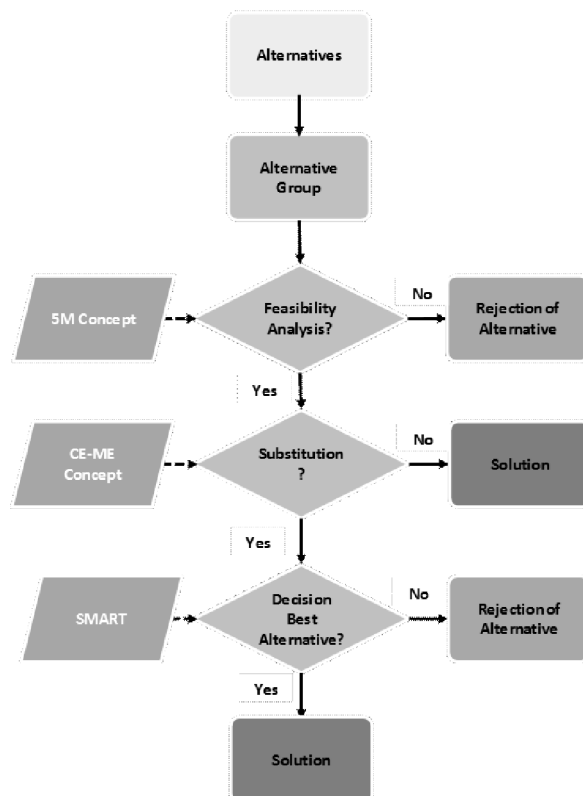 Alternatives
Alternative
Group
5M Concept
Feasibility
Analysis?
No
Rejection of
Alternative
Yes
CE-ME
Concept
Substitution
?
No
Solution
Yes
SMART
Decision
Best
Alternative?
No
Rejection of
Alternative
Yes
Solution